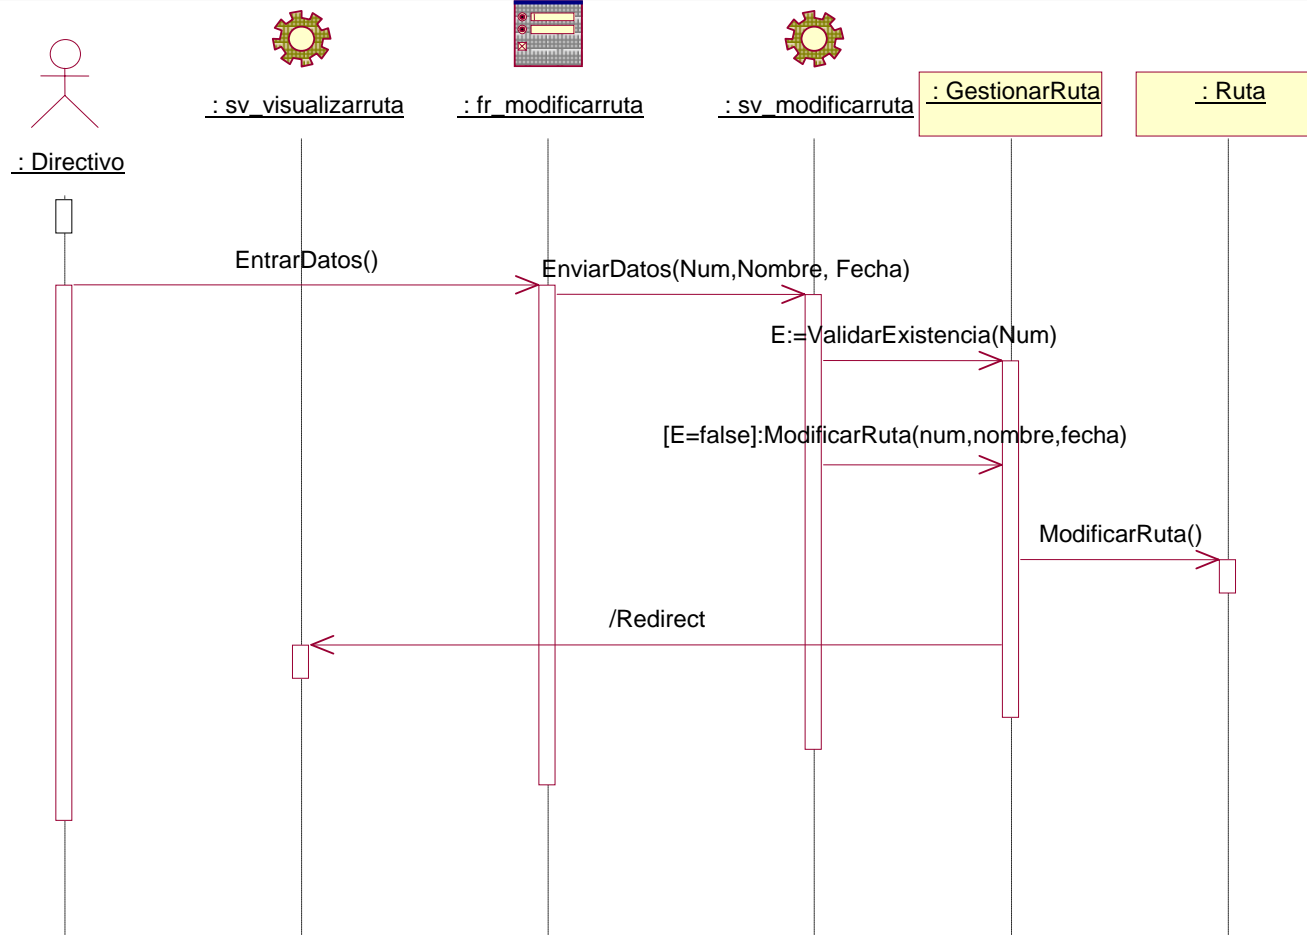 : sv_visualizarruta
: fr_modificarruta
: sv_modificarruta
: GestionarRuta
: Ruta
: Directivo
EntrarDatos()
EnviarDatos(Num,Nombre, Fecha)
E:=ValidarExistencia(Num)
[E=false]:ModificarRuta(num,nombre,fecha)
ModificarRuta()
/Redirect